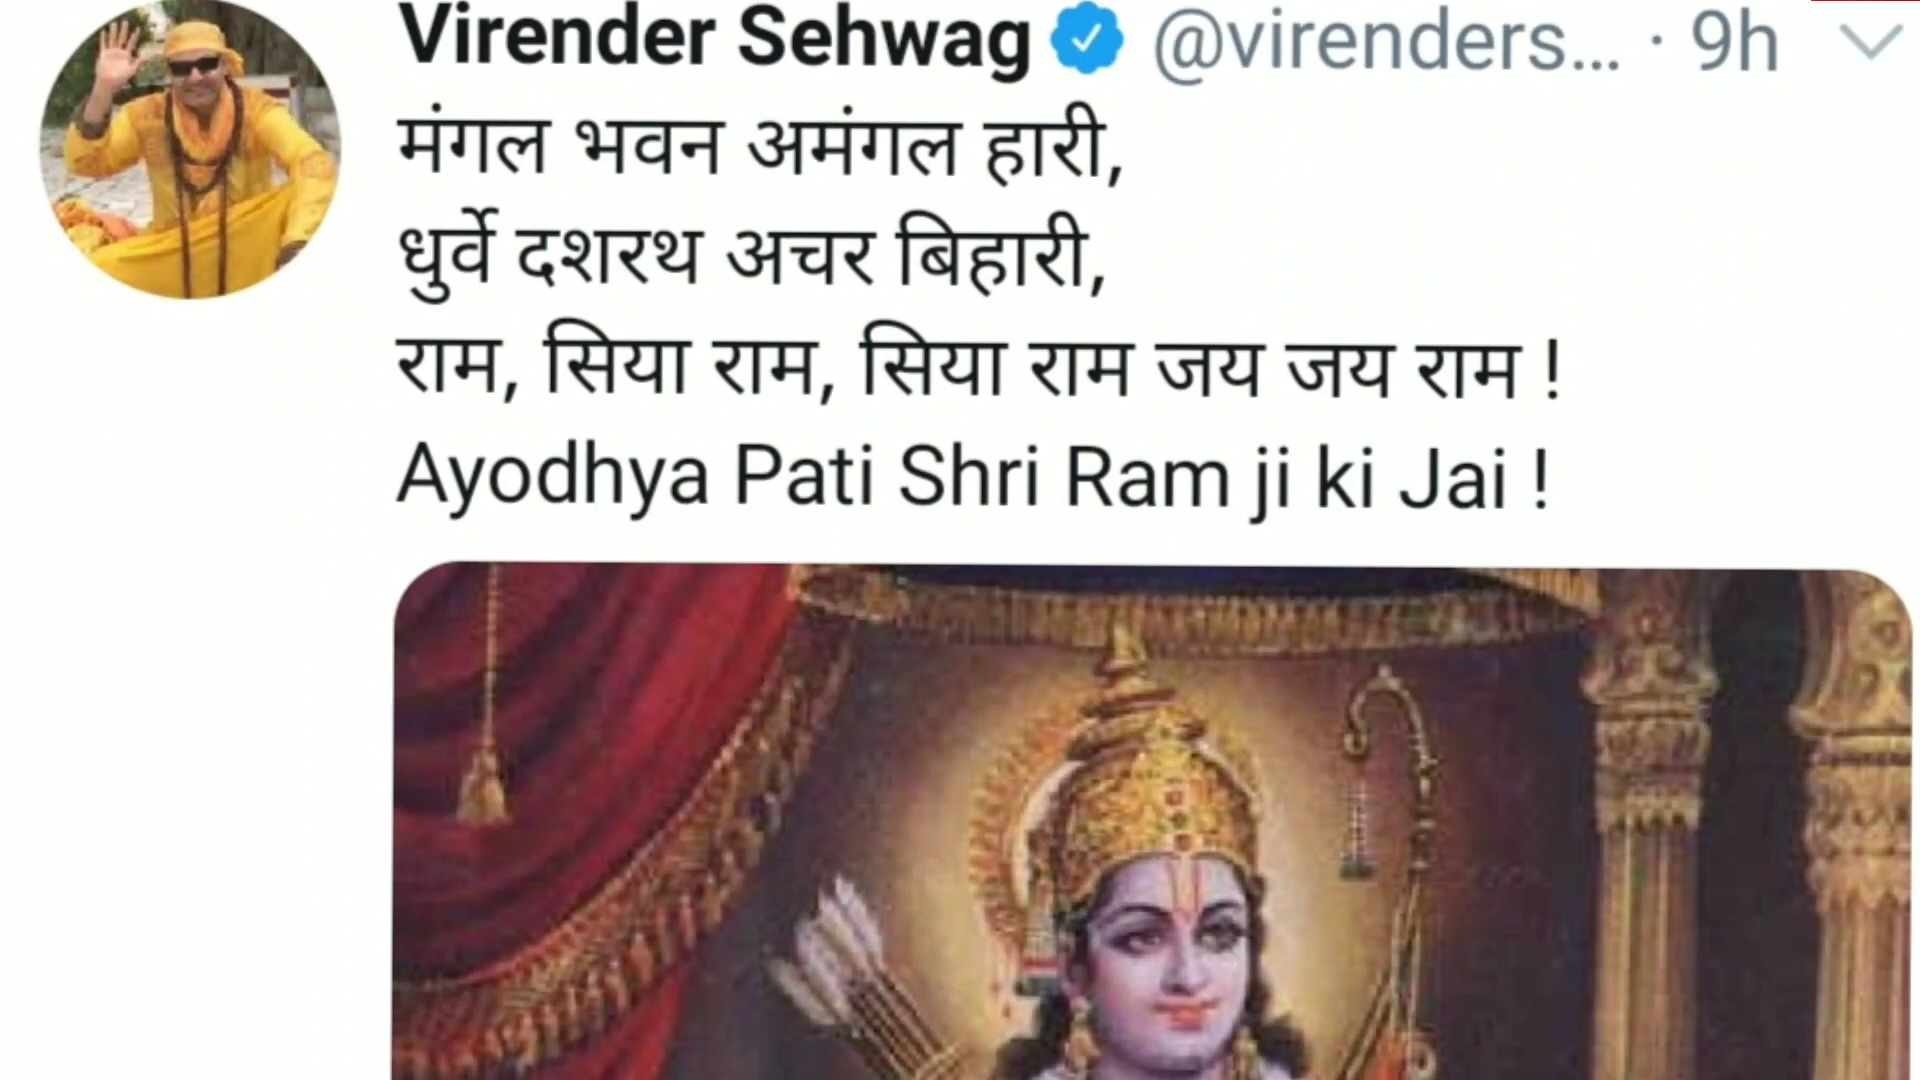 Virender Sehwag @virenders... · 9h
मंगल भवन अमंगल हारी,
धुर्वे दशरथ अचर बिहारी,
राम, सिया राम, सिया राम जय जय राम !
Ayodhya Pati Shri Ram ji ki Jai !